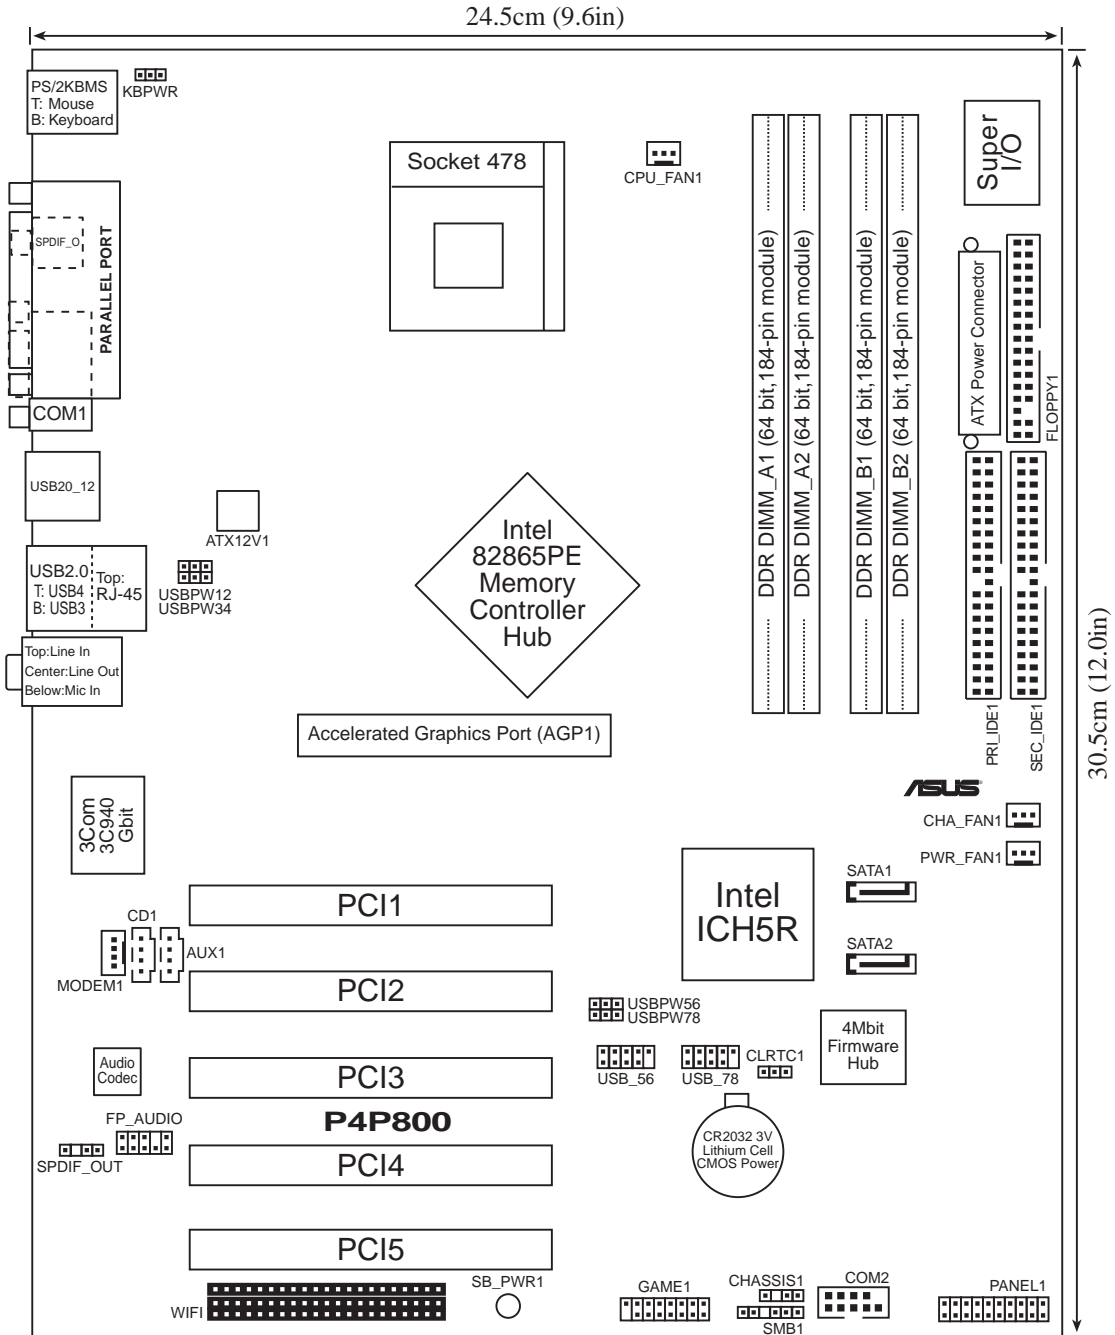 24.5cm (9.6in)
PS/2KBMS
T: Mouse
B: Keyboard
KBPWR
Socket 478
CPU_FAN1
Super
I/O
SPDIF_O
PARALLEL PORT
COM1
DDR DIMM_A1 (64 bit,184-pin module)
DDR DIMM_A2 (64 bit,184-pin module)
DDR DIMM_B1 (64 bit,184-pin module)
DDR DIMM_B2 (64 bit,184-pin module)
ATX Power Connector
FLOPPY1
USB20_12
ATX12V1
Intel
82865PE
Memory
Controller
Hub
USB2.0
T: USB4
B: USB3
Top:
RJ-45
USBPW12
USBPW34
Top:Line In
Center:Line Out
Below:Mic In
30.5cm (12.0in)
Accelerated Graphics Port (AGP1)
PRI_IDE1
SEC_IDE1
ASUS
3Com
3C940
Gbit
CHA_FAN1
PWR_FAN1
Intel
ICH5R
SATA1
SATA2
PCI1
CD1
AUX1
MODEM1
PCI2
USBPW56
USBPW78
4Mbit
Firmware
Hub
Audio
Codec
PCI3
USB_56
USB_78
CLRTC1
P4P800
FP_AUDIO
SPDIF_OUT
PCI4
CR2032 3V
Lithium Cell
CMOS Power
PCI5
WIFI
SB_PWR1
GAME1
CHASSIS1
SMB1
COM2
PANEL1